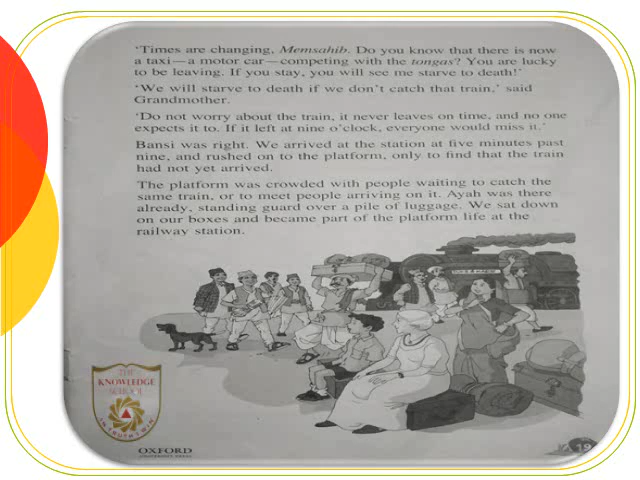 ‘Times are changing, Memsahib. Do you know that there is now
a taxi—a motor car—competing with the tongas? You are lucky
to be leaving. If you stay, you will see me starve to death!’
‘We will starve to death if we don’t catch that train,’ said
Grandmother.
‘Do not worry about the train, it never leaves on time, and no one
expects it to. If it left at nine o’clock, everyone would miss it.’
Bansi was right. We arrived at the station at five minutes past
nine, and rushed on to the platform, only to find that the train
had not yet arrived.
The platform was crowded with people waiting to catch the
same train, or to meet people arriving on it. Ayah was there
already, standing guard over a pile of luggage. We sat down
on our boxes and became part of the platform life at the
railway station.
THE
KNOWLEDGE
SCHOOL
IN TRUTH I WIN
OXFORD
UNIVERSITY PRESS
19